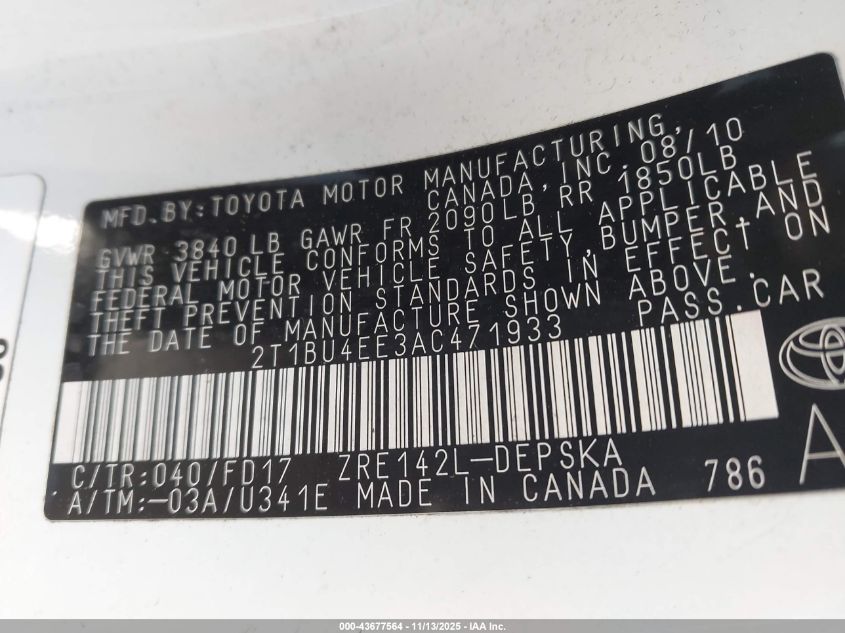 MFD.BY:TOYOTA MOTOR MANUFACTURING,
CANADA,INC. 08/10
GVWR 3840 LB GAWR FR 2090LB RR 1850LB
THIS VEHICLE CONFORMS TO ALL APPLICABLE
FEDERAL MOTOR VEHICLE SAFETY,BUMPER,AND
THEFT PREVENTION STANDARDS IN EFFECT ON
THE DATE OF MANUFACTURE SHOWN ABOVE.
2T1BU4EE3AC471933 PASS.CAR
C/TR:040/FD17 ZRE142L-DEPSKA
A/TM:-03A/U341E MADE IN CANADA 786 A
000-43677564 - 11/13/2025 - IAA Inc.